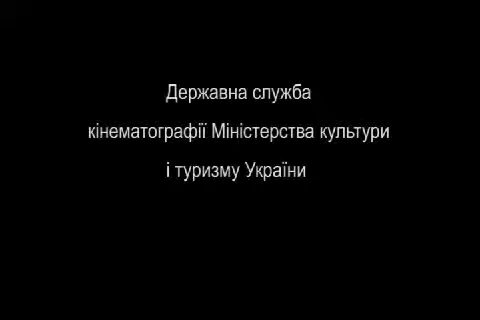 Державна служба
кінематографії Міністерства культури
і туризму України